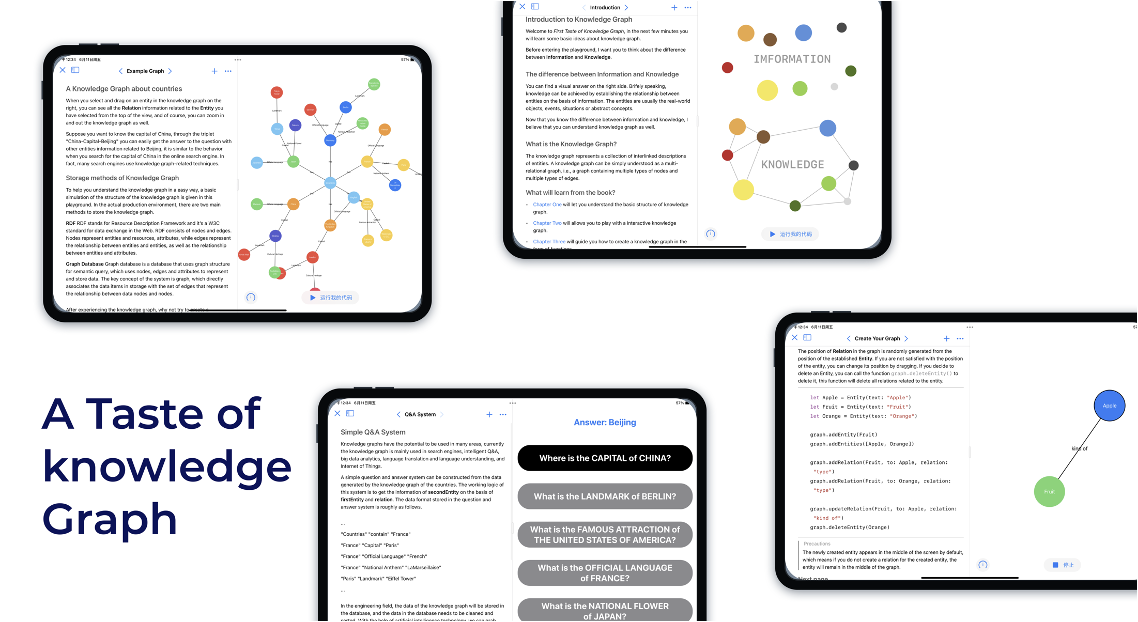 12:34 6月11日周五
57%
Example Graph
A Knowledge Graph about countries
When you select and drag on an entity in the knowledge graph on the
right, you can see all the Relation information related to the Entity you
have selected from the top of the view, and of course, you can zoom in
and out the knowledge graph as well.
Suppose you want to know the capital of China, through the triplet
"China-Capital-Beijing" you can easily get the answer to the question with
other entities information related to Beijing, it is similar to the behavior
when you search for the capital of China in the online search engine. In
fact, many search engines use knowledge graph-related techniques
Storage methods of Knowledge Graph
To help you understand the knowledge graph in a easy way, a basic
simulation of the structure of the knowledge graph is given in this
playground. In the actual production environment, there are two main
methods to store the knowledge graph.
RDF RDF stands for Resource Description Framework and it's a W3C
standard for data exchange in the Web. RDF consists of nodes and edges.
Nodes represent entities and resources, attributes, while edges represent
the relationship between entities and entities, as well as the relationship
between entities and attributes.
Graph Database Graph database is a database that uses graph structure
for semantic query, which uses nodes, edges and attributes to represent
and store data. The key concept of the system is graph, which directly
associates the data items in storage with the set of edges that represent
the relationship between data nodes and nodes.
After experiencing the knowledge graph, why not try to create a
运行我的代码
Introduction
Introduction to Knowledge Graph
Welcome to First Taste of Knowledge Graph, in the next few minutes you
will learn some basic ideas about knowledge graph.
Before entering the playground, I want you to think about the difference
between Information and Knowledge.
The difference between Information and Knowledge
You can find a visual answer on the right side. Briefly speaking,
knowledge can be achieved by establishing the relationship between
entities on the basis of information. The entities are usually the real-world
objects, events, situations or abstract concepts.
Now that you know the difference between information and knowledge, I
believe that you can understand knowledge graph as well.
What is the Knowledge Graph?
The knowledge graph represents a collection of interlinked descriptions
of entities. A knowledge graph can be simply understood as a multi-
relational graph, i.e., a graph containing multiple types of nodes and
multiple types of edges.
What will learn from the book?
• Chapter One will let you understand the basic structure of knowledge
graph.
• Chapter Two will allows you to play with a interactive knowledge
graph.
• Chapter Three will guide you how to create a knowledge graph in the
IMFORMATION
KNOWLEDGE
运行我的代码
A Taste of
knowledge
Graph
12:34 6月11日周五
57%
Q&A System
Simple Q&A System
Knowledge graphs have the potential to be used in many areas, currently
the knowledge graph is mainly used in search engines, intelligent Q&A,
big data analytics, language translation and language understanding, and
Internet of Things.
A simple question and answer system can be constructed from the data
generated by the knowledge graph of the countries. The working logic of
this system is to get the information of secondEntity on the basis of
firstEntity and relation. The data format stored in the question and
answer system is roughly as follows.
...
"Countries" "contain" "France"
"France" "Capital" "Paris"
"France" "Official Language" "French"
"France" "National Anthem" "LaMarseillaise"
"Paris" "Landmark" "Eiffel Tower"
...
In the engineering field, the data of the knowledge graph will be stored in
the database, and the data in the database needs to be cleaned and
Answer: Beijing
Where is the CAPITAL of CHINA?
What is the LANDMARK of BERLIN?
What is the FAMOUS ATTRACTION of
THE UNITED STATES OF AMERICA?
What is the OFFICIAL LANGUAGE
of FRANCE?
What is the NATIONAL FLOWER
of JAPAN?
12:34 6月11日周五
Create Your Graph
The position of Relation in the graph is randomly generated from the
position of the established Entity. If you are not satisfied with the position
of the entity, you can change its position by dragging. If you decide to
delete an Entity, you can call the function graph.deleteEntity() to
delete it, this function will delete all relations related to the entity.
let Apple = Entity(text: "Apple")
let Fruit = Entity(text: "Fruit")
let Orange = Entity(text: "Orange")
graph.addEntity(Fruit)
graph.addEntities([Apple, Orange])
graph.addRelation(Fruit, to: Apple, relation:
"type")
graph.addRelation(Fruit, to: Orange, relation:
"type")
graph.updateRelation(Fruit, to: Apple, relation:
"kind of")
graph.deleteEntity(Orange)
Precautions
The newly created entity appears in the middle of the screen by default,
which means if you do not create a relation for the created entity, the
entity will remain in the middle of the graph.
Next page
Apple
kind of
Fruit
停止